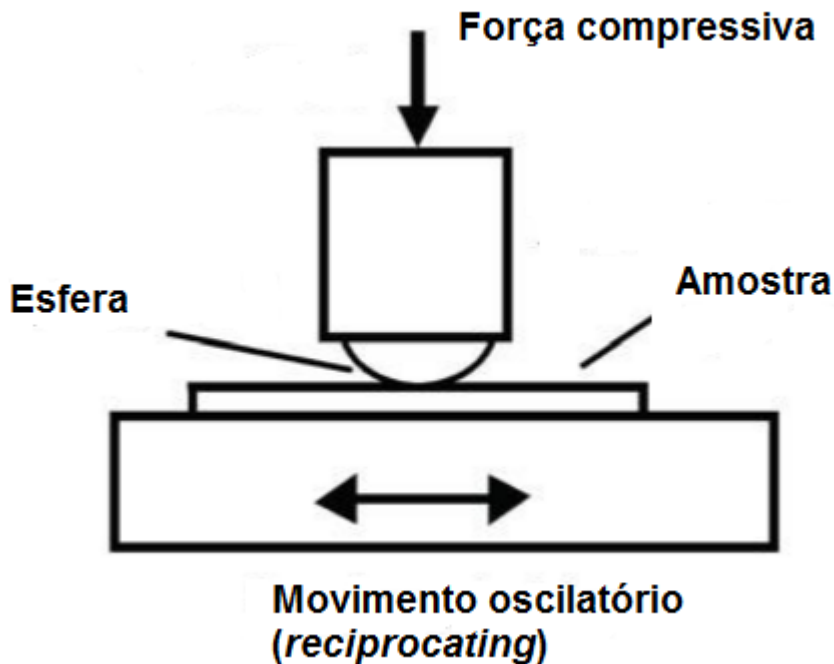 Força compressiva
Esfera
Amostra
Movimento oscilatório
(reciprocating)